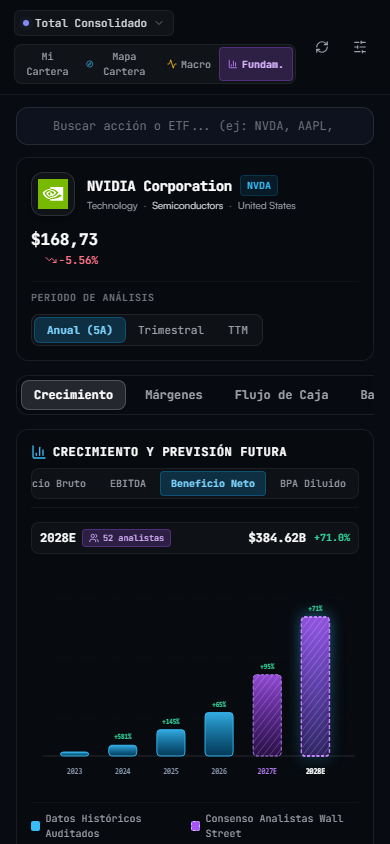 Total Consolidado
Mi
Cartera
Mapa
Cartera
Macro
Fundam.
Buscar acción o ETF... (ej: NVDA, AAPL,
NVIDIA Corporation NVDA
Technology · Semiconductors · United States
$168,73
-5.56%
PERIODO DE ANÁLISIS
Anual (5A) Trimestral TTM
Crecimiento Márgenes Flujo de Caja Ba
CRECIMIENTO Y PREVISIÓN FUTURA
cio Bruto EBITDA Beneficio Neto BPA Diluido
2028E 52 analistas $384.62B +71.0%
+71%
+95%
+65%
+145%
+581%
2023 2024 2025 2026 2027E 2028E
Datos Históricos
Auditados
Consenso Analistas Wall
Street